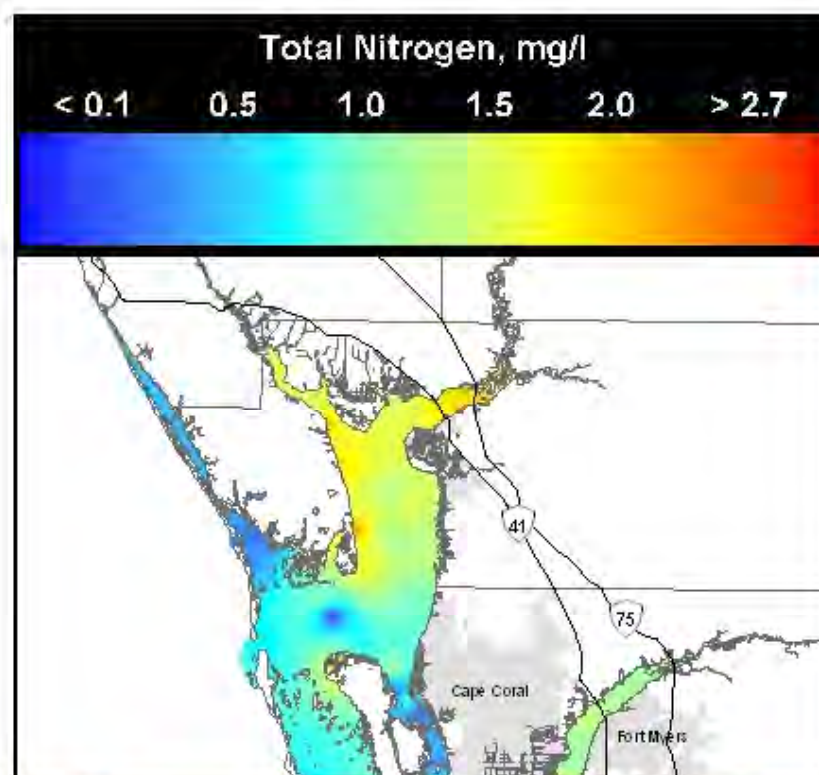 Total Nitrogen, mg/l
< 0.1 0.5 1.0 1.5 2.0 > 2.7
41
75
Cape Coral
Fort Myers